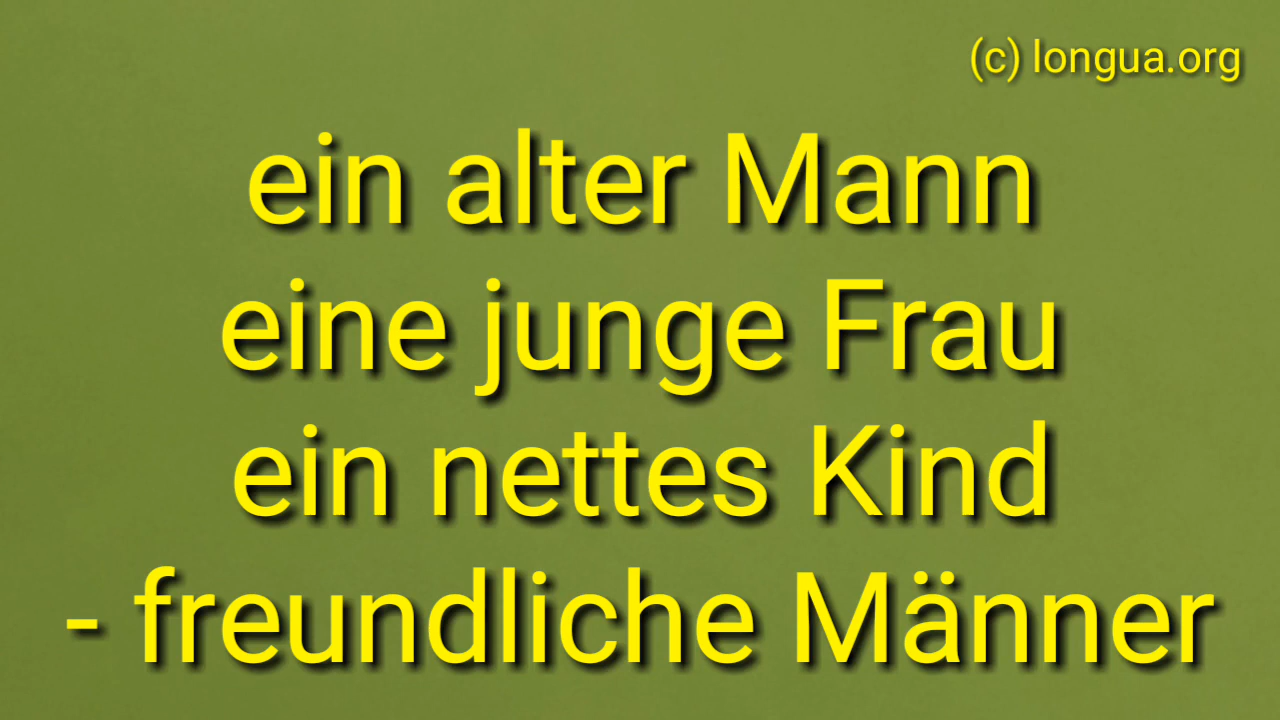 (c) longua.org
ein alter Mann
eine junge Frau
ein nettes Kind
- freundliche Männer